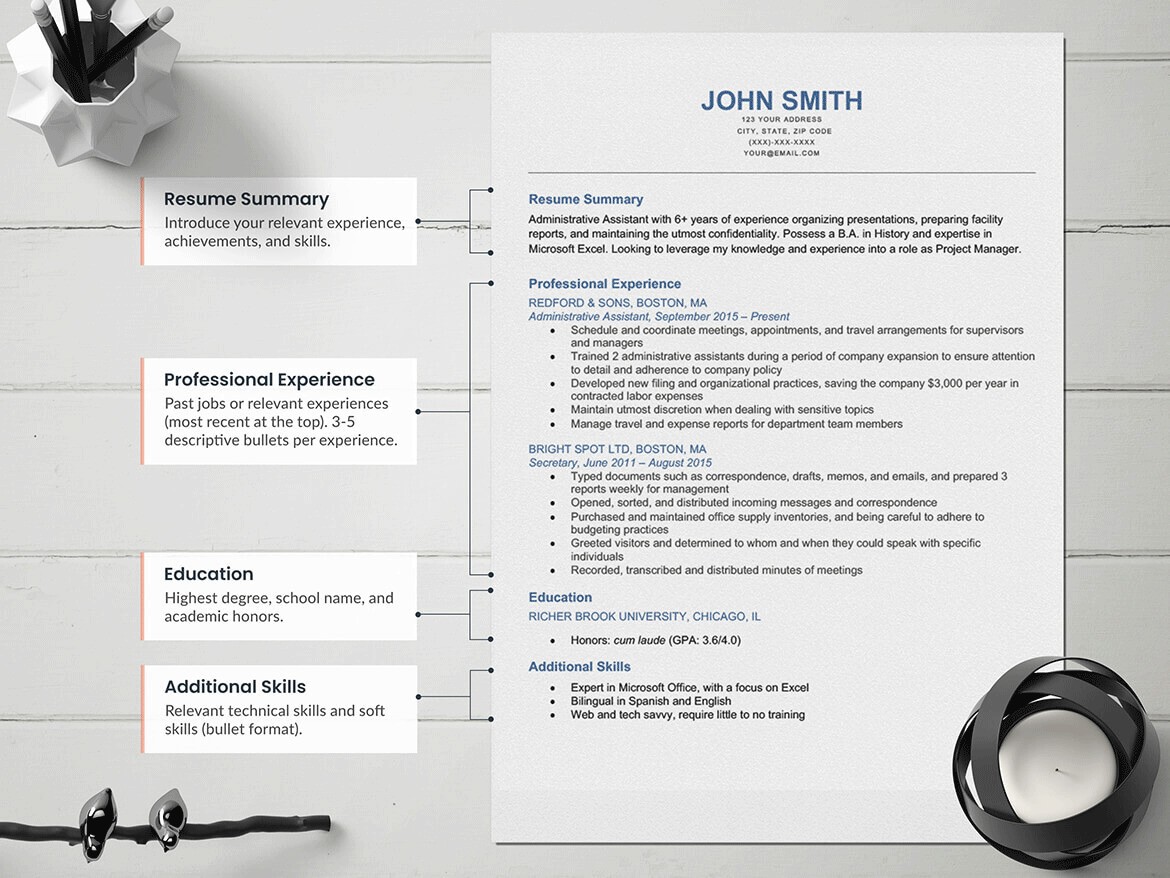 JOHN SMITH
123 YOUR ADDRESS
CITY, STATE, ZIP CODE
(XXX)-XXX-XXXX
YOUR@EMAIL.COM
Resume Summary
Introduce your relevant experience,
achievements, and skills.
Resume Summary
Administrative Assistant with 6+ years of experience organizing presentations, preparing facility
reports, and maintaining the utmost confidentiality. Possess a B.A. in History and expertise in
Microsoft Excel. Looking to leverage my knowledge and experience into a role as Project Manager.
Professional Experience
Past jobs or relevant experiences
(most recent at the top). 3-5
descriptive bullets per experience.
Professional Experience
REDFORD & SONS, BOSTON, MA
Administrative Assistant, September 2015 – Present
• Schedule and coordinate meetings, appointments, and travel arrangements for supervisors
and managers
• Trained 2 administrative assistants during a period of company expansion to ensure attention
to detail and adherence to company policy
• Developed new filing and organizational practices, saving the company $3,000 per year in
contracted labor expenses
• Maintain utmost discretion when dealing with sensitive topics
• Manage travel and expense reports for department team members
BRIGHT SPOT LTD, BOSTON, MA
Secretary, June 2011 – August 2015
• Typed documents such as correspondence, drafts, memos, and emails, and prepared 3
reports weekly for management
• Opened, sorted, and distributed incoming messages and correspondence
• Purchased and maintained office supply inventories, and being careful to adhere to
budgeting practices
• Greeted visitors and determined to whom and when they could speak with specific
individuals
• Recorded, transcribed and distributed minutes of meetings
Education
Highest degree, school name, and
academic honors.
Education
RICHER BROOK UNIVERSITY, CHICAGO, IL
• Honors: cum laude (GPA: 3.6/4.0)
Additional Skills
Relevant technical skills and soft
skills (bullet format).
Additional Skills
• Expert in Microsoft Office, with a focus on Excel
• Bilingual in Spanish and English
• Web and tech savvy, require little to no training